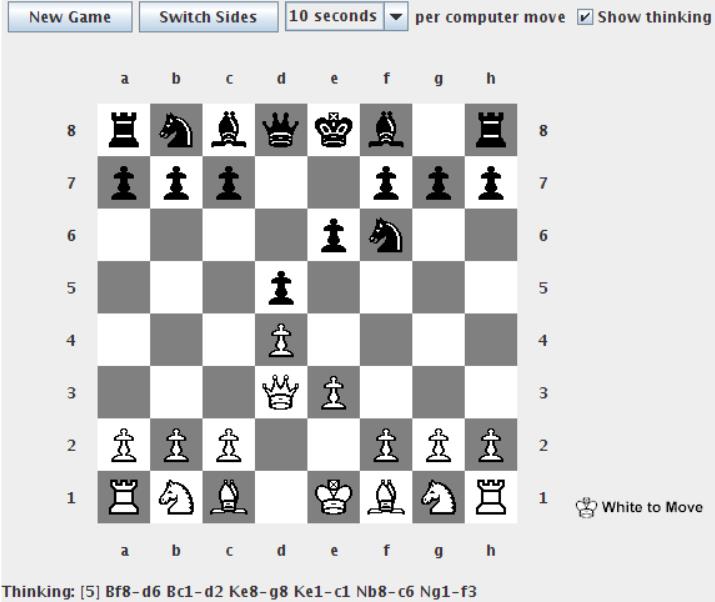 New Game Switch Sides 10 seconds per computer move Show thinking
a b c d e f g h
8 8
7 7
6 6
5 5
4 4
3 3
2 2
1 1 White to Move
a b c d e f g h
Thinking: [5] Bf8-d6 Bc1-d2 Ke8-g8 Ke1-c1 Nb8-c6 Ng1-f3